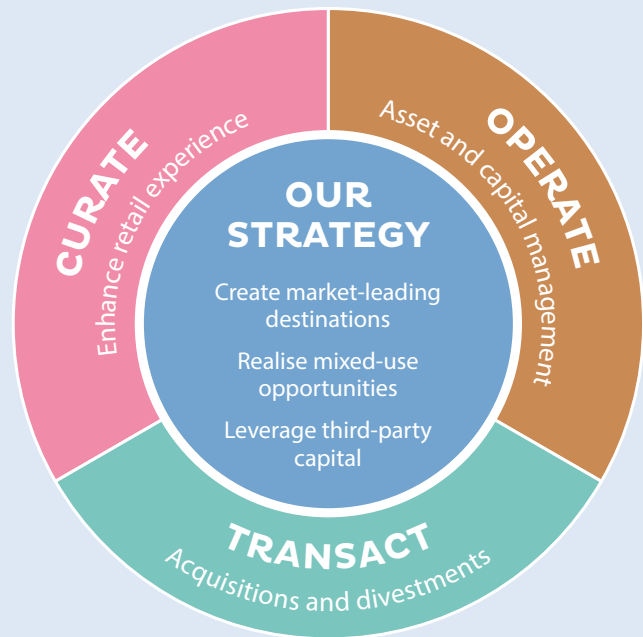 CURATE
Enhance retail experience
OPERATE
Asset and capital management
OUR
STRATEGY
Create market-leading
destinations
Realise mixed-use
opportunities
Leverage third-party
capital
TRANSACT
Acquisitions and divestments